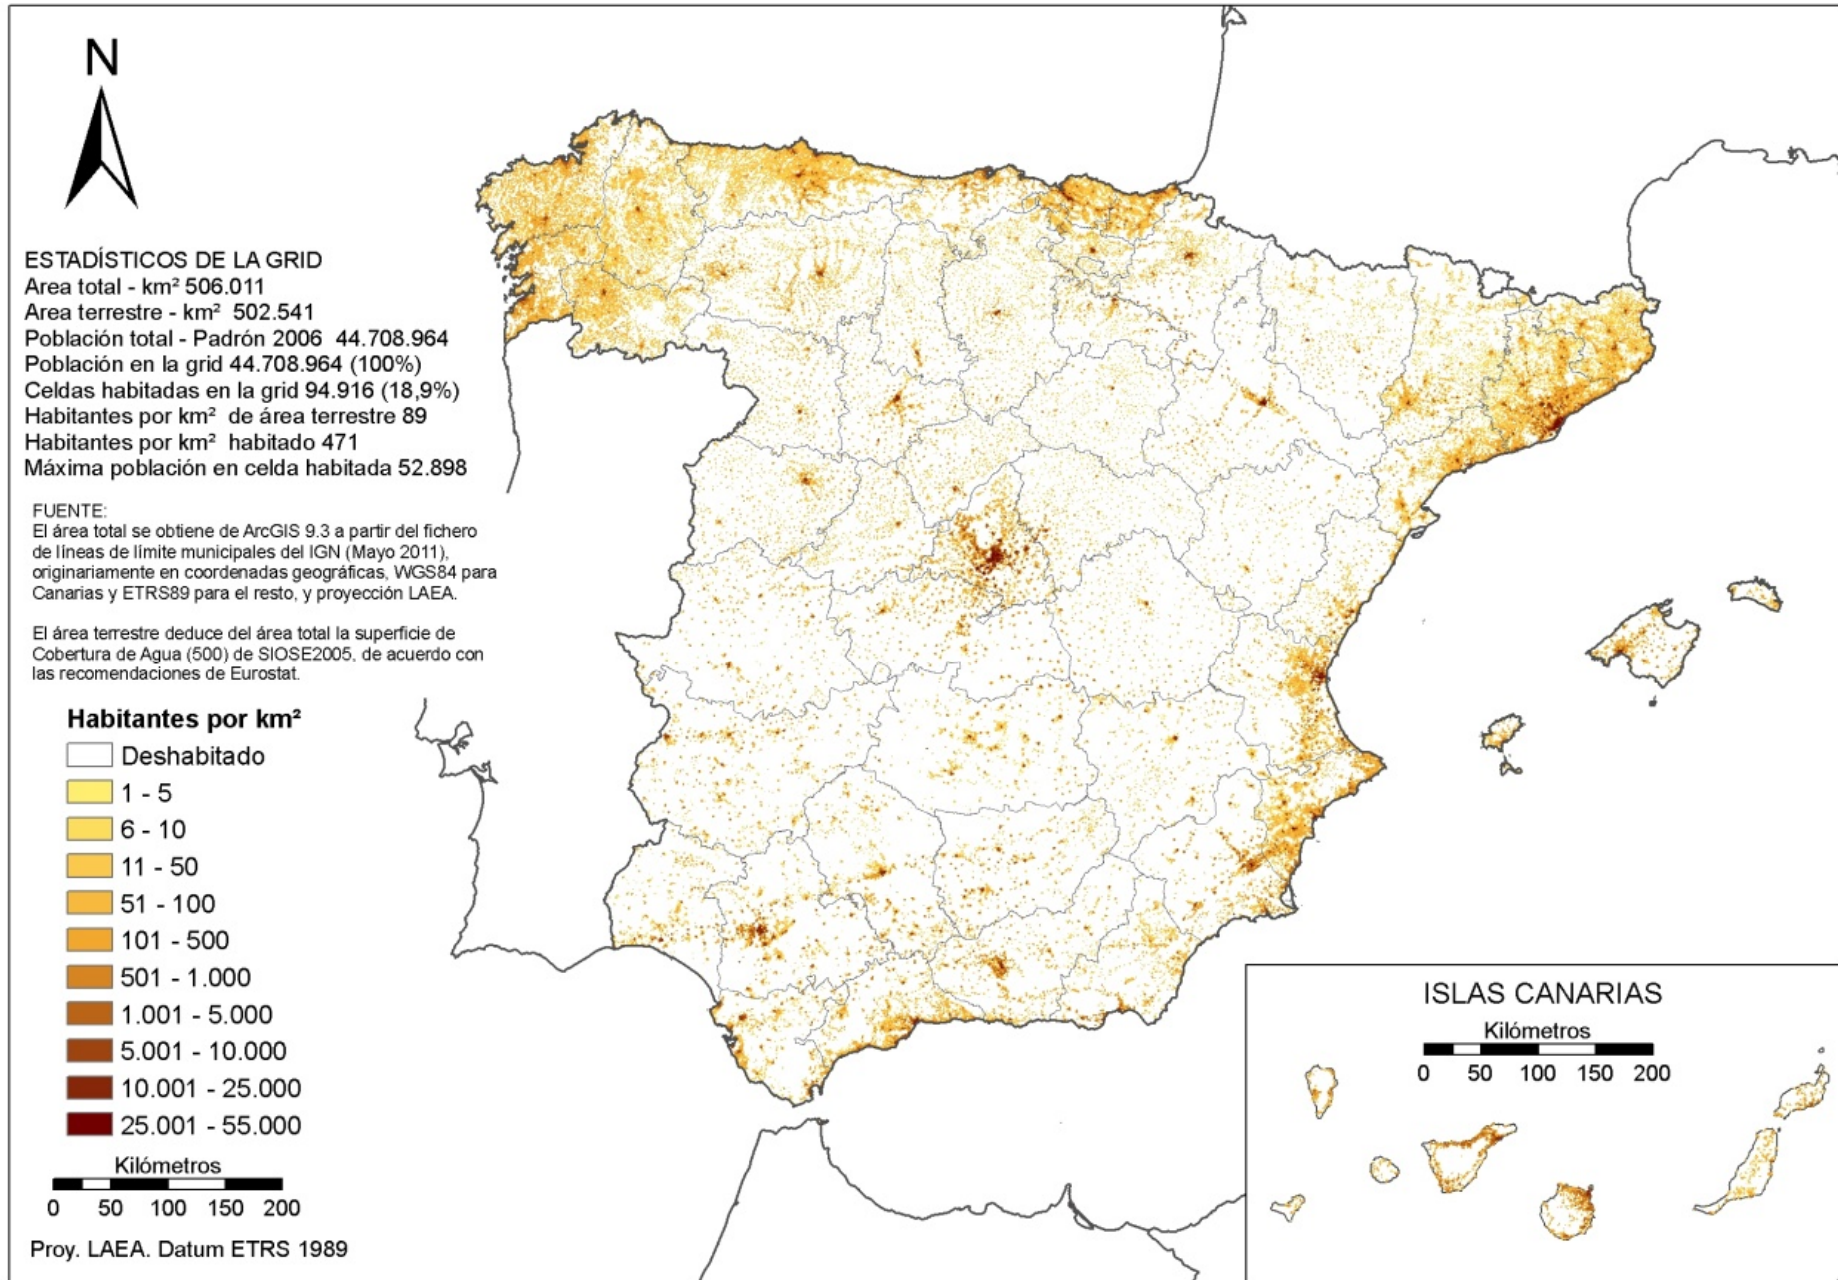 N
ESTADÍSTICOS DE LA GRID
Area total - km² 506.011
Area terrestre - km² 502.541
Población total - Padrón 2006 44.708.964
Población en la grid 44.708.964 (100%)
Celdas habitadas en la grid 94.916 (18,9%)
Habitantes por km² de área terrestre 89
Habitantes por km² habitado 471
Máxima población en celda habitada 52.898
FUENTE:
El área total se obtiene de ArcGIS 9.3 a partir del fichero
de líneas de límite municipales del IGN (Mayo 2011),
originariamente en coordenadas geográficas, WGS84 para
Canarias y ETRS89 para el resto, y proyección LAEA.
El área terrestre deduce del área total la superficie de
Cobertura de Agua (500) de SIOSE2005, de acuerdo con
las recomendaciones de Eurostat.
Habitantes por km²
Deshabitado
1 - 5
6 - 10
11 - 50
51 - 100
101 - 500
501 - 1.000
1.001 - 5.000
5.001 - 10.000
10.001 - 25.000
25.001 - 55.000
Kilómetros
0 50 100 150 200
Proy. LAEA. Datum ETRS 1989
ISLAS CANARIAS
Kilómetros
0 50 100 150 200